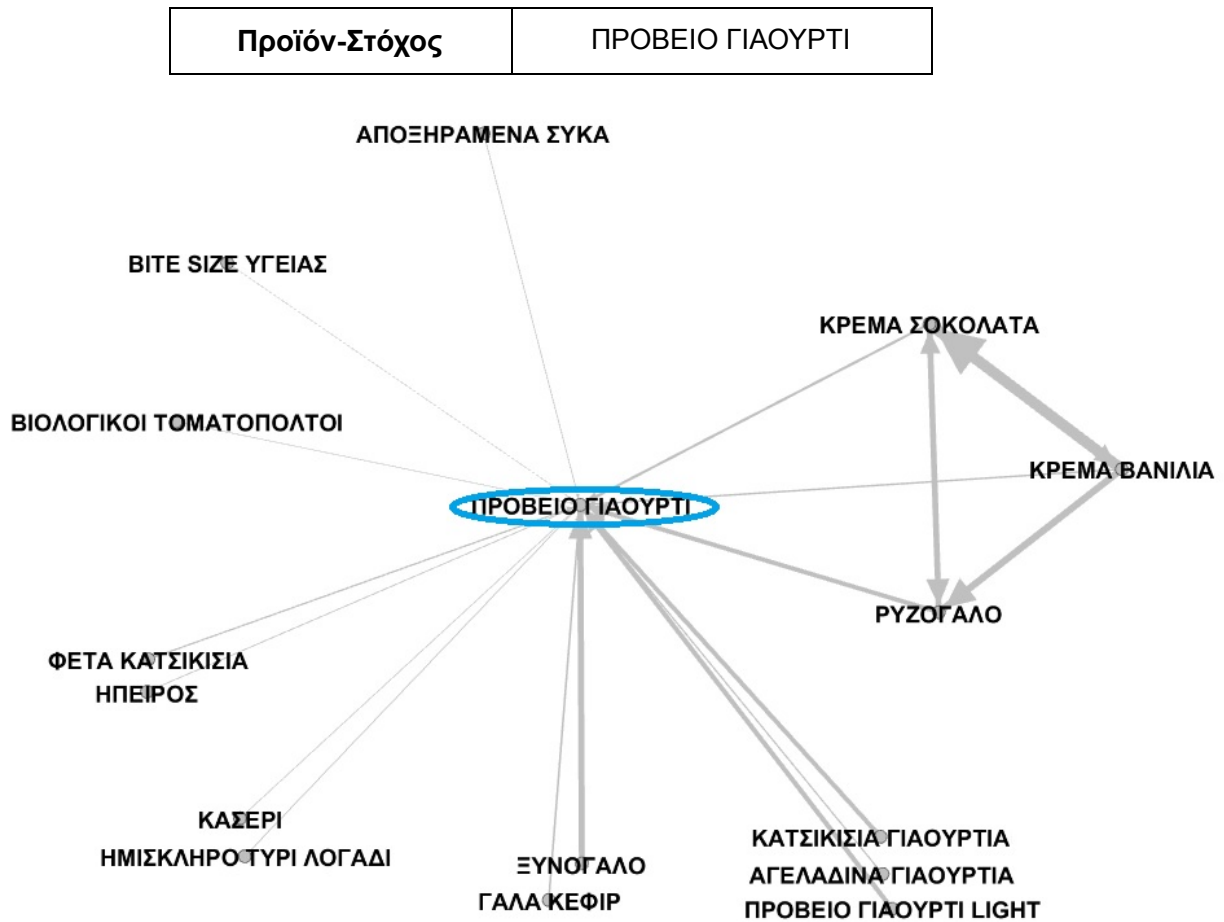 Προϊόν-Στόχος ΠΡΟΒΕΙΟ ΓΙΑΟΥΡΤΙ
ΑΠΟΞΗΡΑΜΕΝΑ ΣΥΚΑ
BITE SIZE ΥΓΕΙΑΣ
ΚΡΕΜΑ ΣΟΚΟΛΑΤΑ
ΒΙΟΛΟΓΙΚΟΙ ΤΟΜΑΤΟΠΟΛΤΟΙ
ΚΡΕΜΑ ΒΑΝΙΛΙΑ
ΠΡΟΒΕΙΟ ΓΙΑΟΥΡΤΙ
ΡΥΖΟΓΑΛΟ
ΦΕΤΑ ΚΑΤΣΙΚΙΣΙΑ
ΗΠΕΙΡΟΣ
ΚΑΣΕΡΙ
ΗΜΙΣΚΛΗΡΟ ΤΥΡΙ ΛΟΓΑΔΙ
ΞΥΝΟΓΑΛΟ
ΓΑΛΑ ΚΕΦΙΡ
ΚΑΤΣΙΚΙΣΙΑ ΓΙΑΟΥΡΤΙΑ
ΑΓΕΛΑΔΙΝΑ ΓΙΑΟΥΡΤΙΑ
ΠΡΟΒΕΙΟ ΓΙΑΟΥΡΤΙ LIGHT